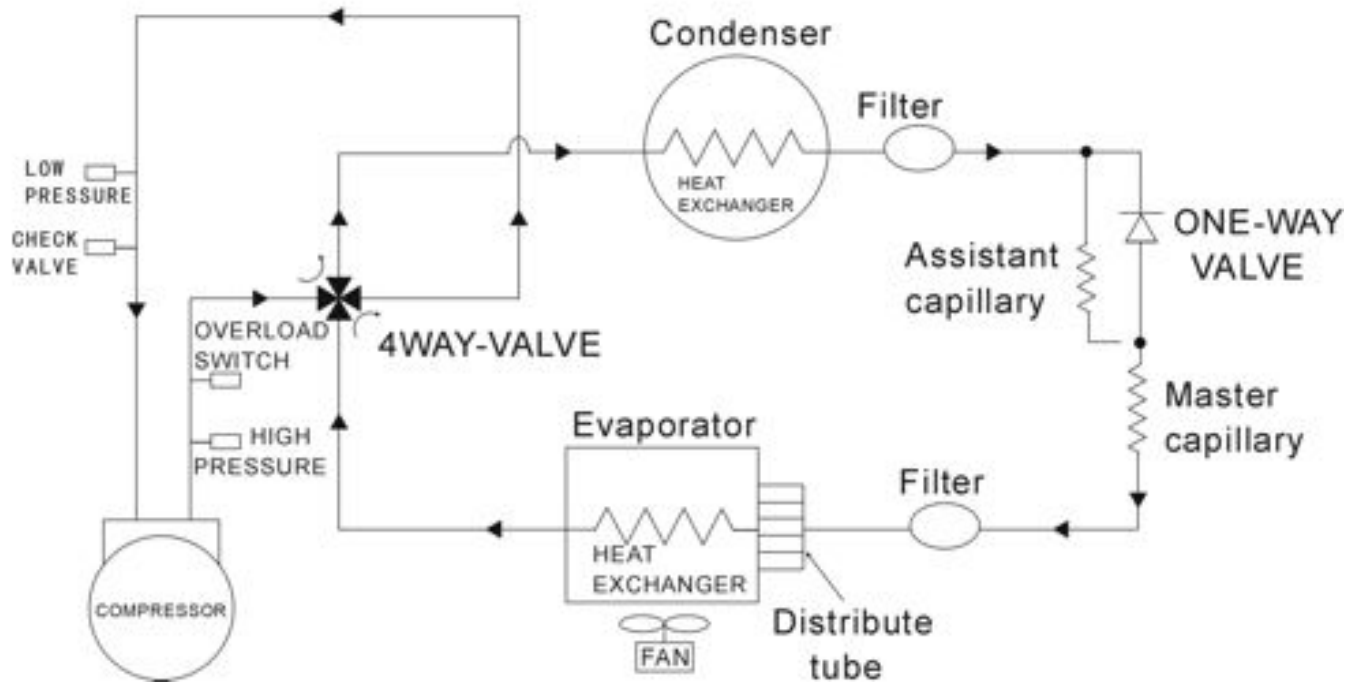 Condenser
HEAT
EXCHANGER
Filter
LOW
PRESSURE
CHECK
VALVE
ONE-WAY
VALVE
Assistant
capillary
OVERLOAD
SWITCH
4WAY-VALVE
HIGH
PRESSURE
Master
capillary
Evaporator
HEAT
EXCHANGER
Filter
COMPRESSOR
Distribute
tube
FAN